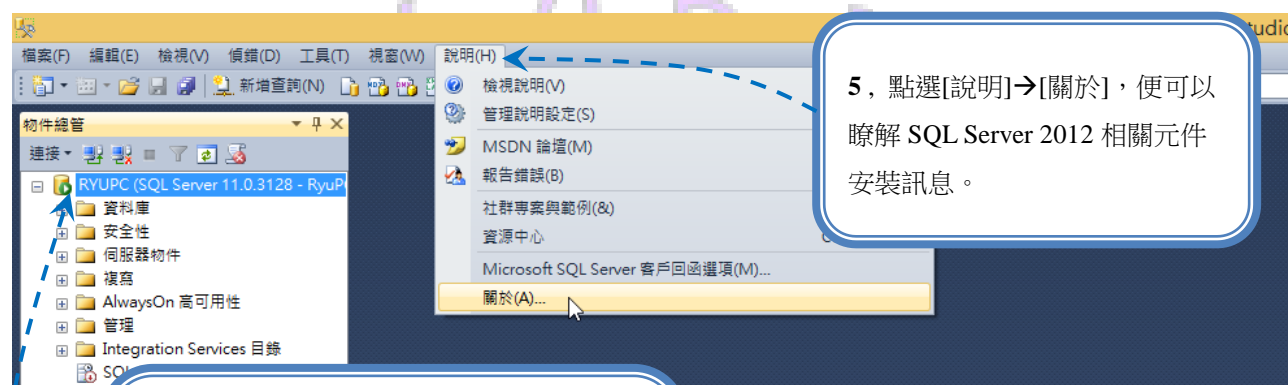 檔案(F) 編輯(E) 檢視(V) 偵錯(D) 工具(T) 視窗(W) 說明(H)
新增查詢(N)
物件總管
連接
RYUPC (SQL Server 11.0.3128 - RyuP
資料庫
安全性
伺服器物件
複寫
AlwaysOn 高可用性
管理
Integration Services 目錄
檢視說明(V)
管理說明設定(S)
MSDN 論壇(M)
報告錯誤(B)
社群專案與範例(&)
資源中心
Microsoft SQL Server 客戶回函選項(M)...
關於(A)...
5，點選[說明]→[關於]，便可以
瞭解 SQL Server 2012 相關元件
安裝訊息。